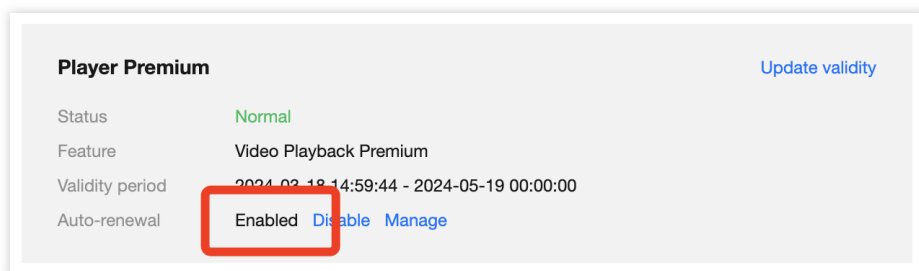 Player Premium Update validity
Status Normal
Feature Video Playback Premium
Validity period 2024-03-18 14:59:44 - 2024-05-19 00:00:00
Auto-renewal Enabled Disable Manage